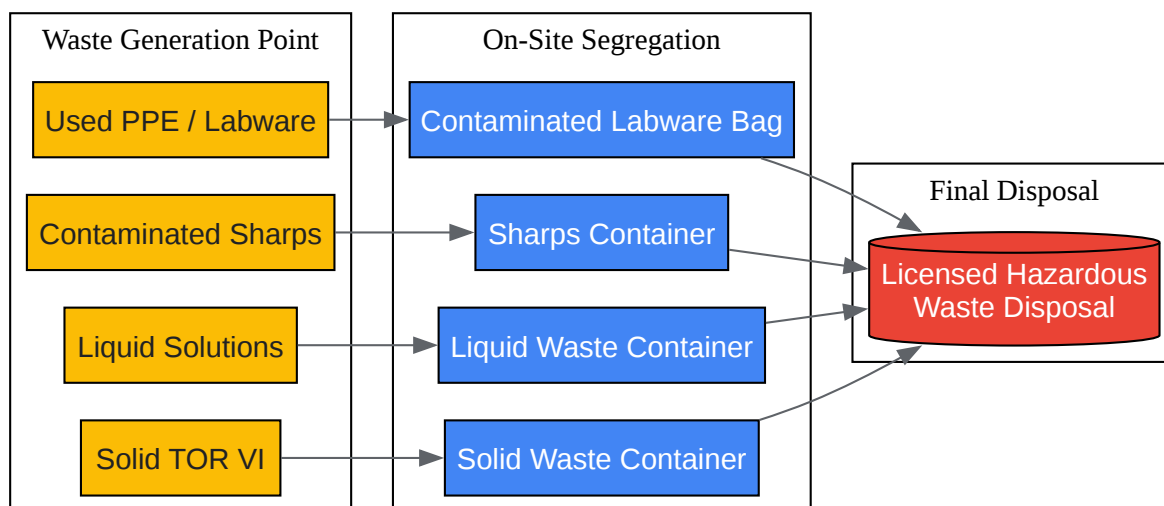 Waste Generation Point
Used PPE / Labware
Contaminated Sharps
Liquid Solutions
Solid TOR VI
On-Site Segregation
Contaminated Labware Bag
Sharps Container
Liquid Waste Container
Solid Waste Container
Final Disposal
Licensed Hazardous
Waste Disposal